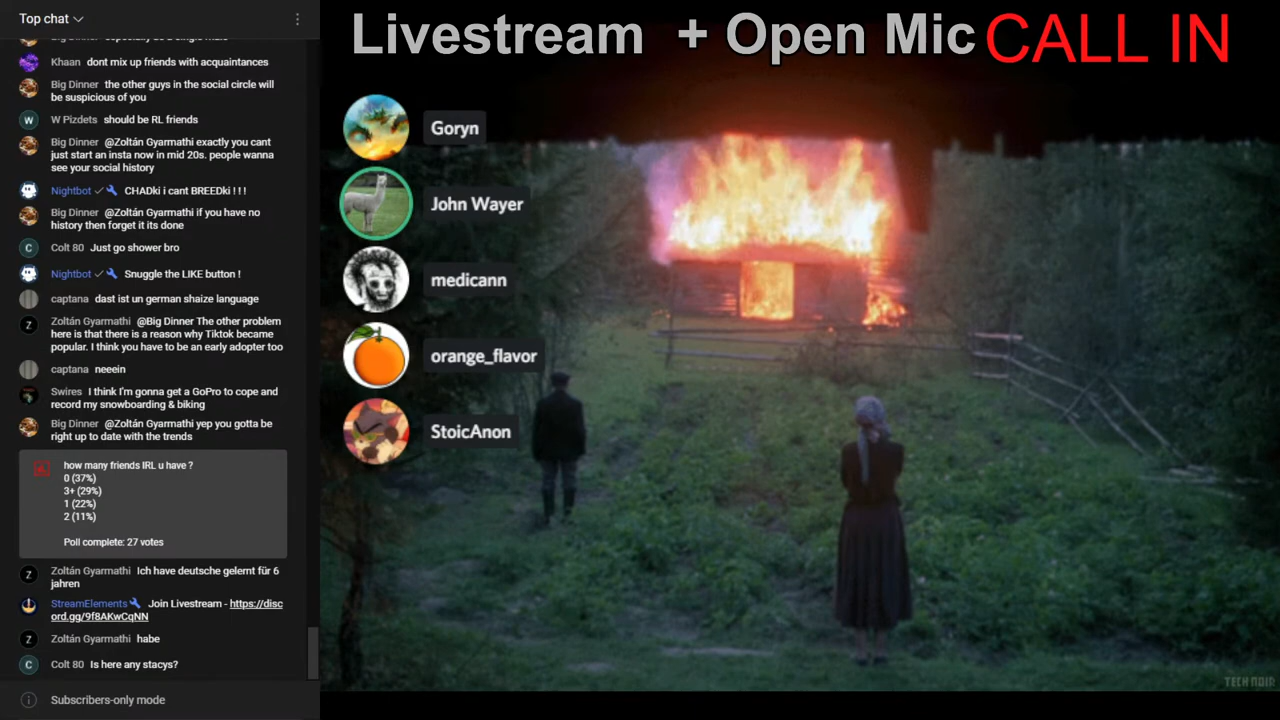 Top chat
Big Dinner especially as a single male
Khaan dont mix up friends with acquaintances
Big Dinner the other guys in the social circle will
be suspicious of you
W W Pizdets should be RL friends
Big Dinner @Zoltán Gyarmathi exactly you cant
just start an insta now in mid 20s. people wanna
see your social history
Nightbot CHADki i cant BREEDki ! ! !
Big Dinner @Zoltán Gyarmathi if you have no
history then forget it its done
C Colt 80 Just go shower bro
Nightbot Snuggle the LIKE button !
captana dast ist un german shaize language
Z Zoltán Gyarmathi @Big Dinner The other problem
here is that there is a reason why Tiktok became
popular. I think you have to be an early adopter too
captana neeein
Swires I think I'm gonna get a GoPro to cope and
record my snowboarding & biking
Big Dinner @Zoltán Gyarmathi yep you gotta be
right up to date with the trends
how many friends IRL u have ?
0 (37%)
3+ (29%)
1 (22%)
2 (11%)
Poll complete: 27 votes
Z Zoltán Gyarmathi Ich have deutsche gelernt für 6
jahren
StreamElements Join Livestream - https://disc
ord.gg/9f8AKwCqNN
Z Zoltán Gyarmathi habe
C Colt 80 Is here any stacys?
Subscribers-only mode
Livestream + Open Mic CALL IN
Goryn
John Wayer
medicann
orange_flavor
StoicAnon
TECH NOIR